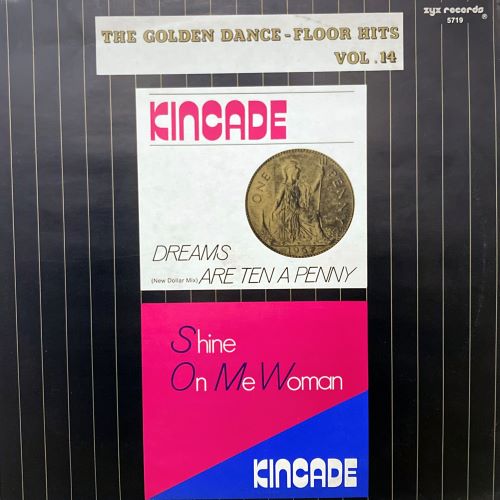 THE GOLDEN DANCE-FLOOR HITS
VOL.14
zyx records ®
5719
KINCADE
ONE PENNY
DREAMS
(New Dollar Mix) ARE TEN A PENNY
Shine
On Me Woman
KINCADE